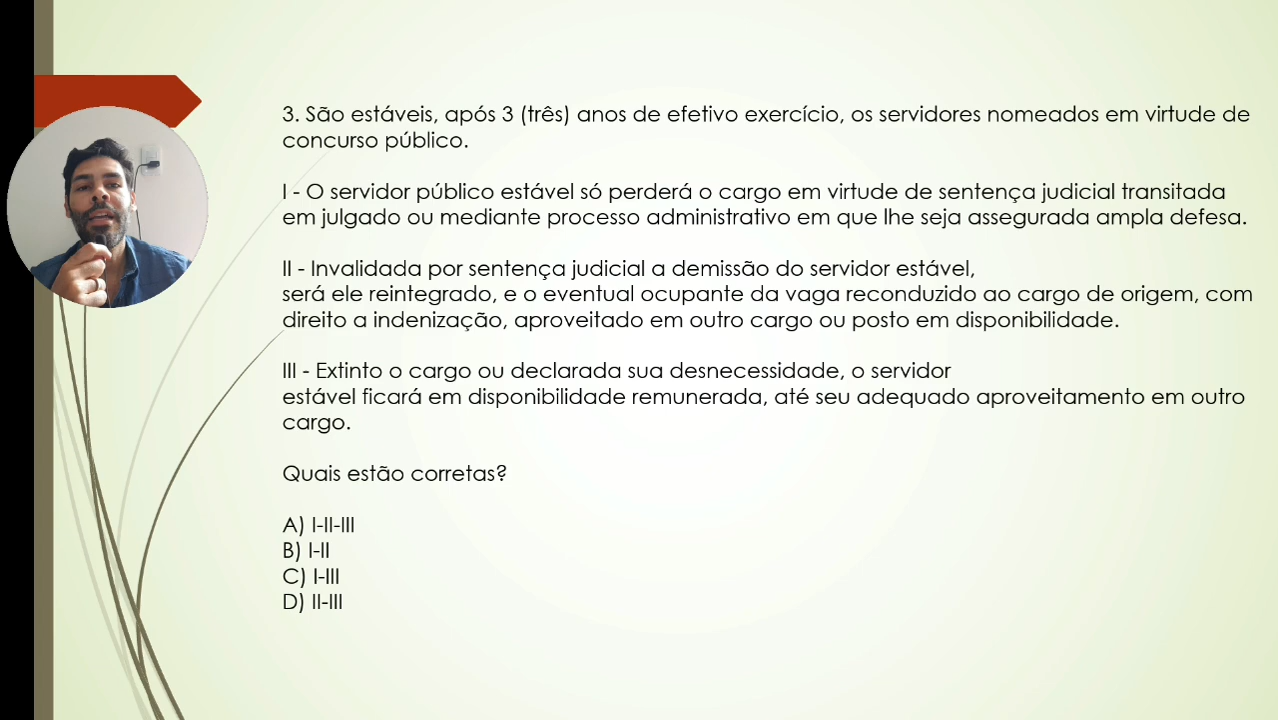 3. São estáveis, após 3 (três) anos de efetivo exercício, os servidores nomeados em virtude de
concurso público.
I - O servidor público estável só perderá o cargo em virtude de sentença judicial transitada
em julgado ou mediante processo administrativo em que lhe seja assegurada ampla defesa.
II - Invalidada por sentença judicial a demissão do servidor estável,
será ele reintegrado, e o eventual ocupante da vaga reconduzido ao cargo de origem, com
direito a indenização, aproveitado em outro cargo ou posto em disponibilidade.
III - Extinto o cargo ou declarada sua desnecessidade, o servidor
estável ficará em disponibilidade remunerada, até seu adequado aproveitamento em outro
cargo.
Quais estão corretas?
A) I-II-III
B) I-II
C) I-III
D) II-III